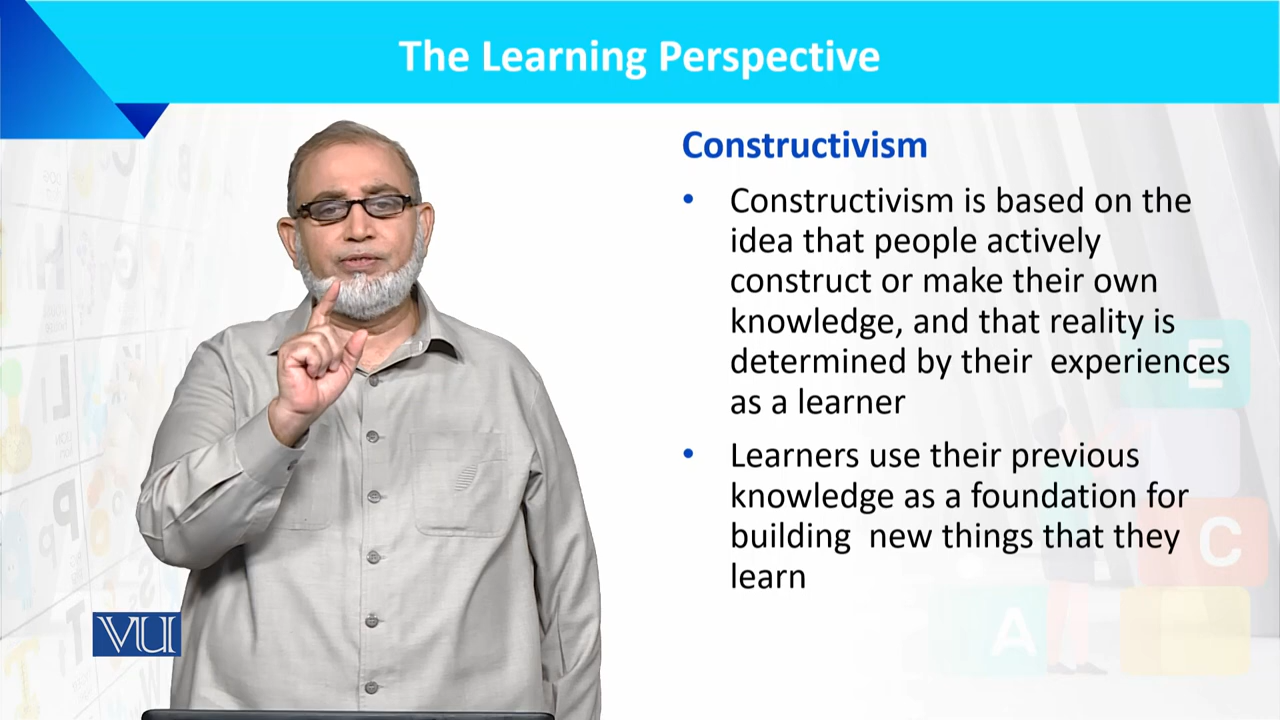 The Learning Perspective
Constructivism
• Constructivism is based on the
idea that people actively
construct or make their own
knowledge, and that reality is
determined by their  experiences
as a learner
• Learners use their previous
knowledge as a foundation for
building  new things that they
learn
VU
E
C
A